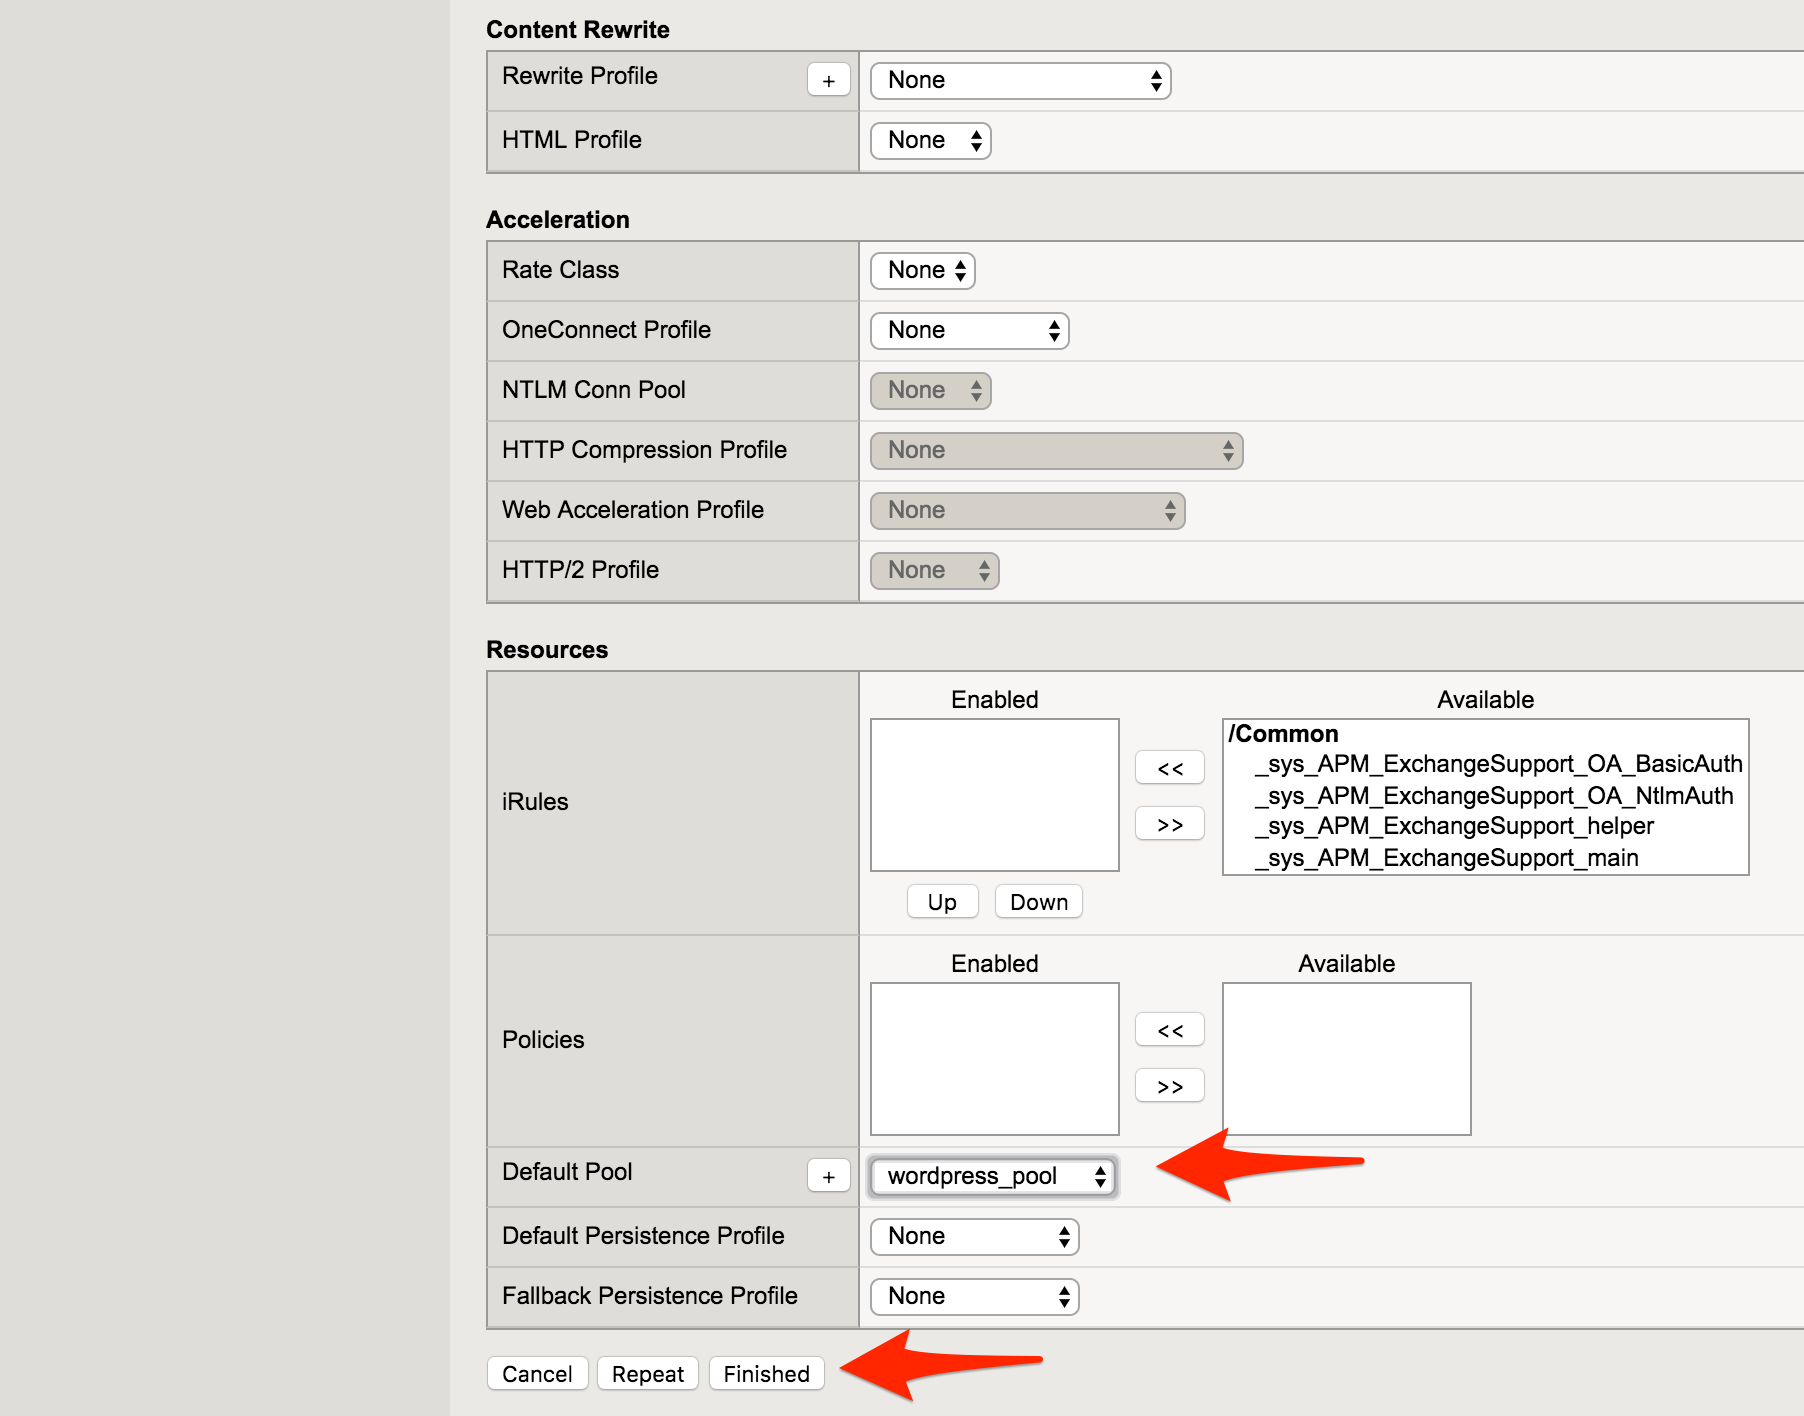 Content Rewrite
Rewrite Profile + None
HTML Profile None
Acceleration
Rate Class None
OneConnect Profile None
NTLM Conn Pool None
HTTP Compression Profile None
Web Acceleration Profile None
HTTP/2 Profile None
Resources
Enabled Available
/Common
_sys_APM_ExchangeSupport_OA_BasicAuth
<<
_sys_APM_ExchangeSupport_OA_NtlmAuth
iRules
>>
_sys_APM_ExchangeSupport_helper
_sys_APM_ExchangeSupport_main
Up Down
Enabled Available
<<
Policies
>>
Default Pool + wordpress_pool
Default Persistence Profile None
Fallback Persistence Profile None
Cancel Repeat Finished